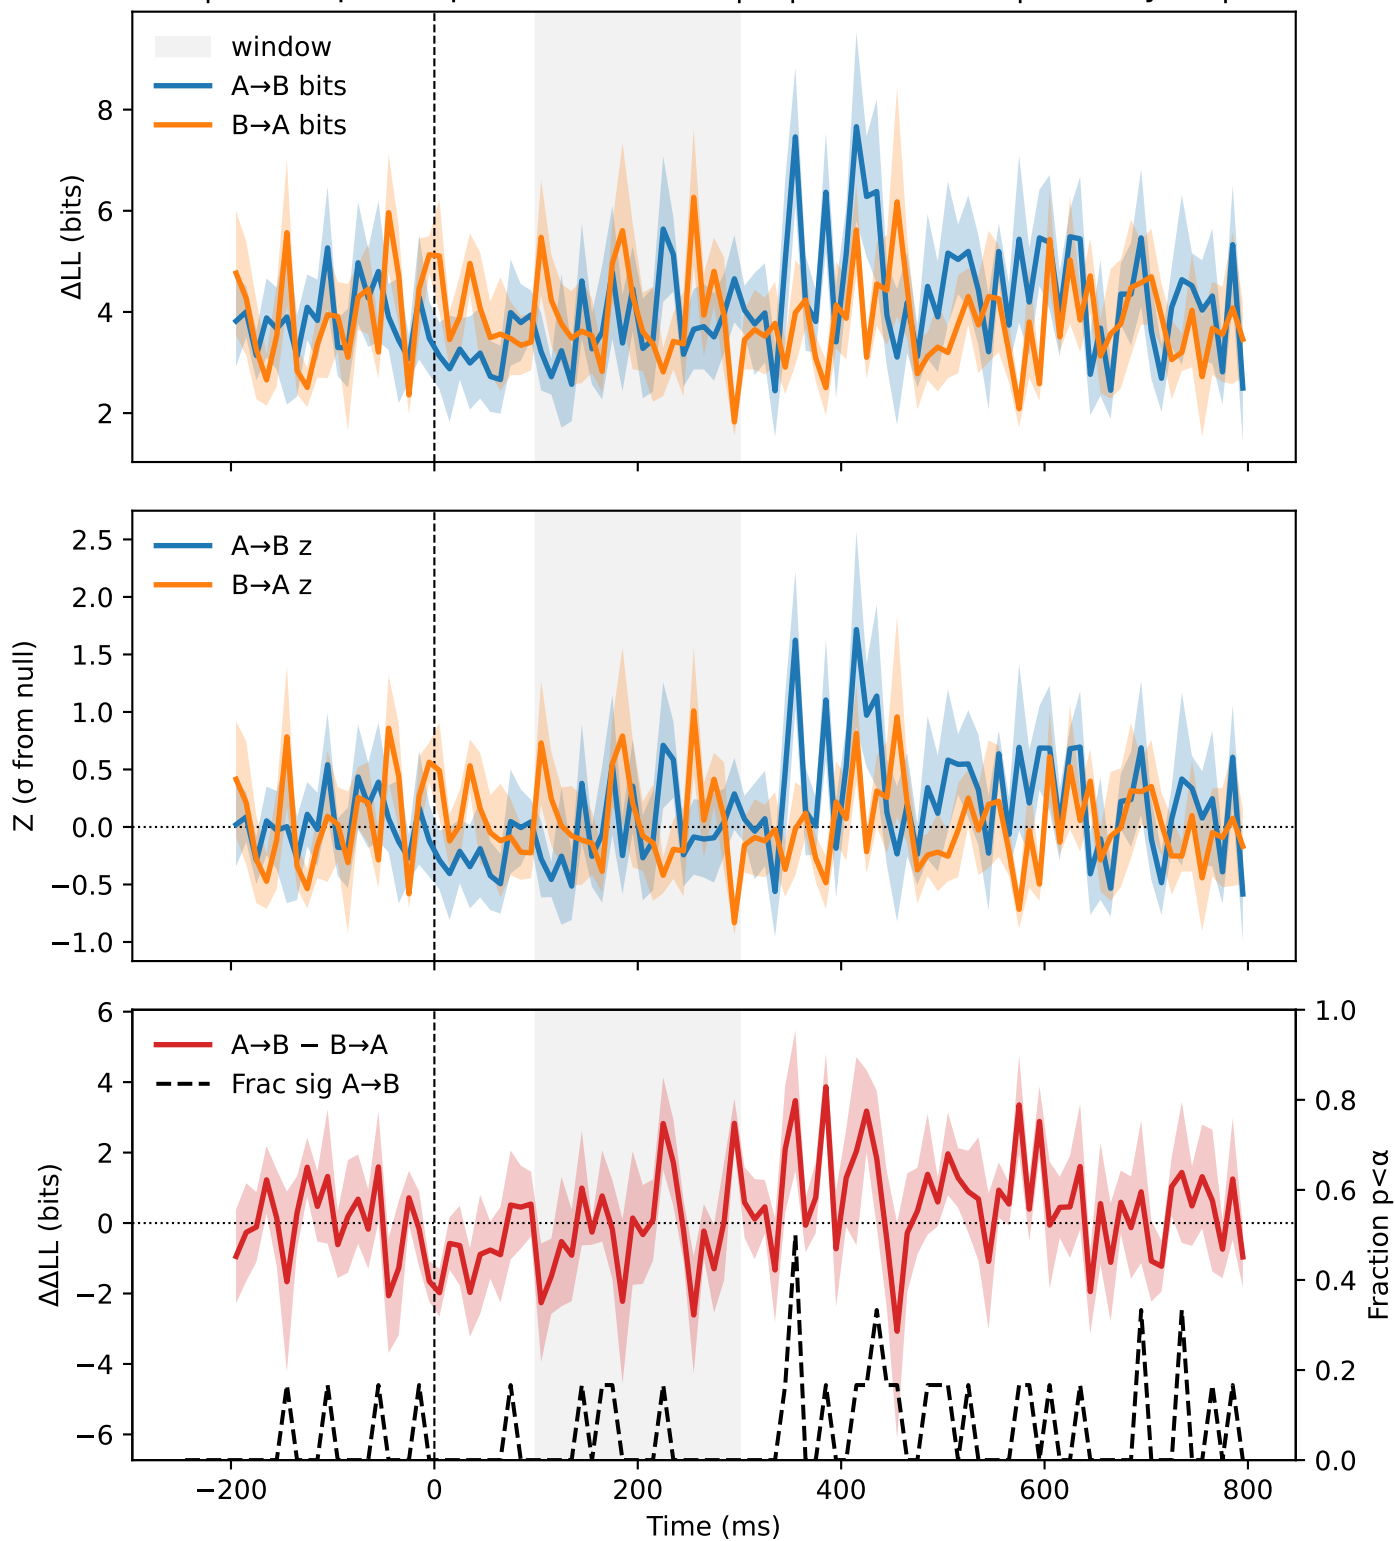 window
A→B bits
B→A bits
ΔLL (bits)
8
6
4
2
A→B z
B→A z
Z (σ from null)
2.5
2.0
1.5
1.0
0.5
0.0
−0.5
−1.0
A→B − B→A
Frac sig A→B
ΔΔLL (bits)
6
4
2
0
−2
−4
−6
1.0
0.8
0.6
0.4
0.2
0.0
Fraction p<α
−200
0
200
400
600
800
Time (ms)